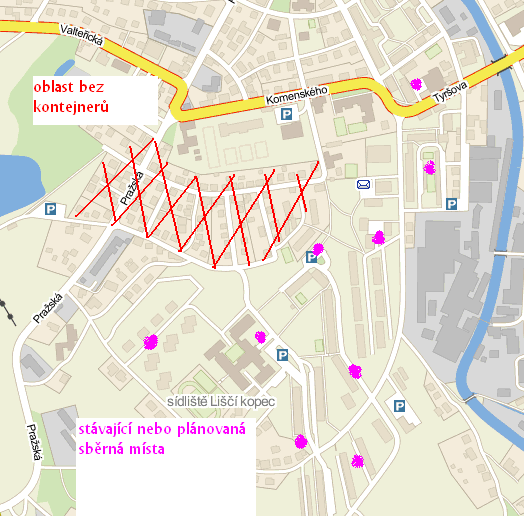 Valteřická
oblast bez
kontejnerů
Komenského
Tyršova
P
Pražská
P
P
P
Pražská
P
sídliště Liščí kopec
P
stávající nebo plánovaná
sběrná místa
Pražská